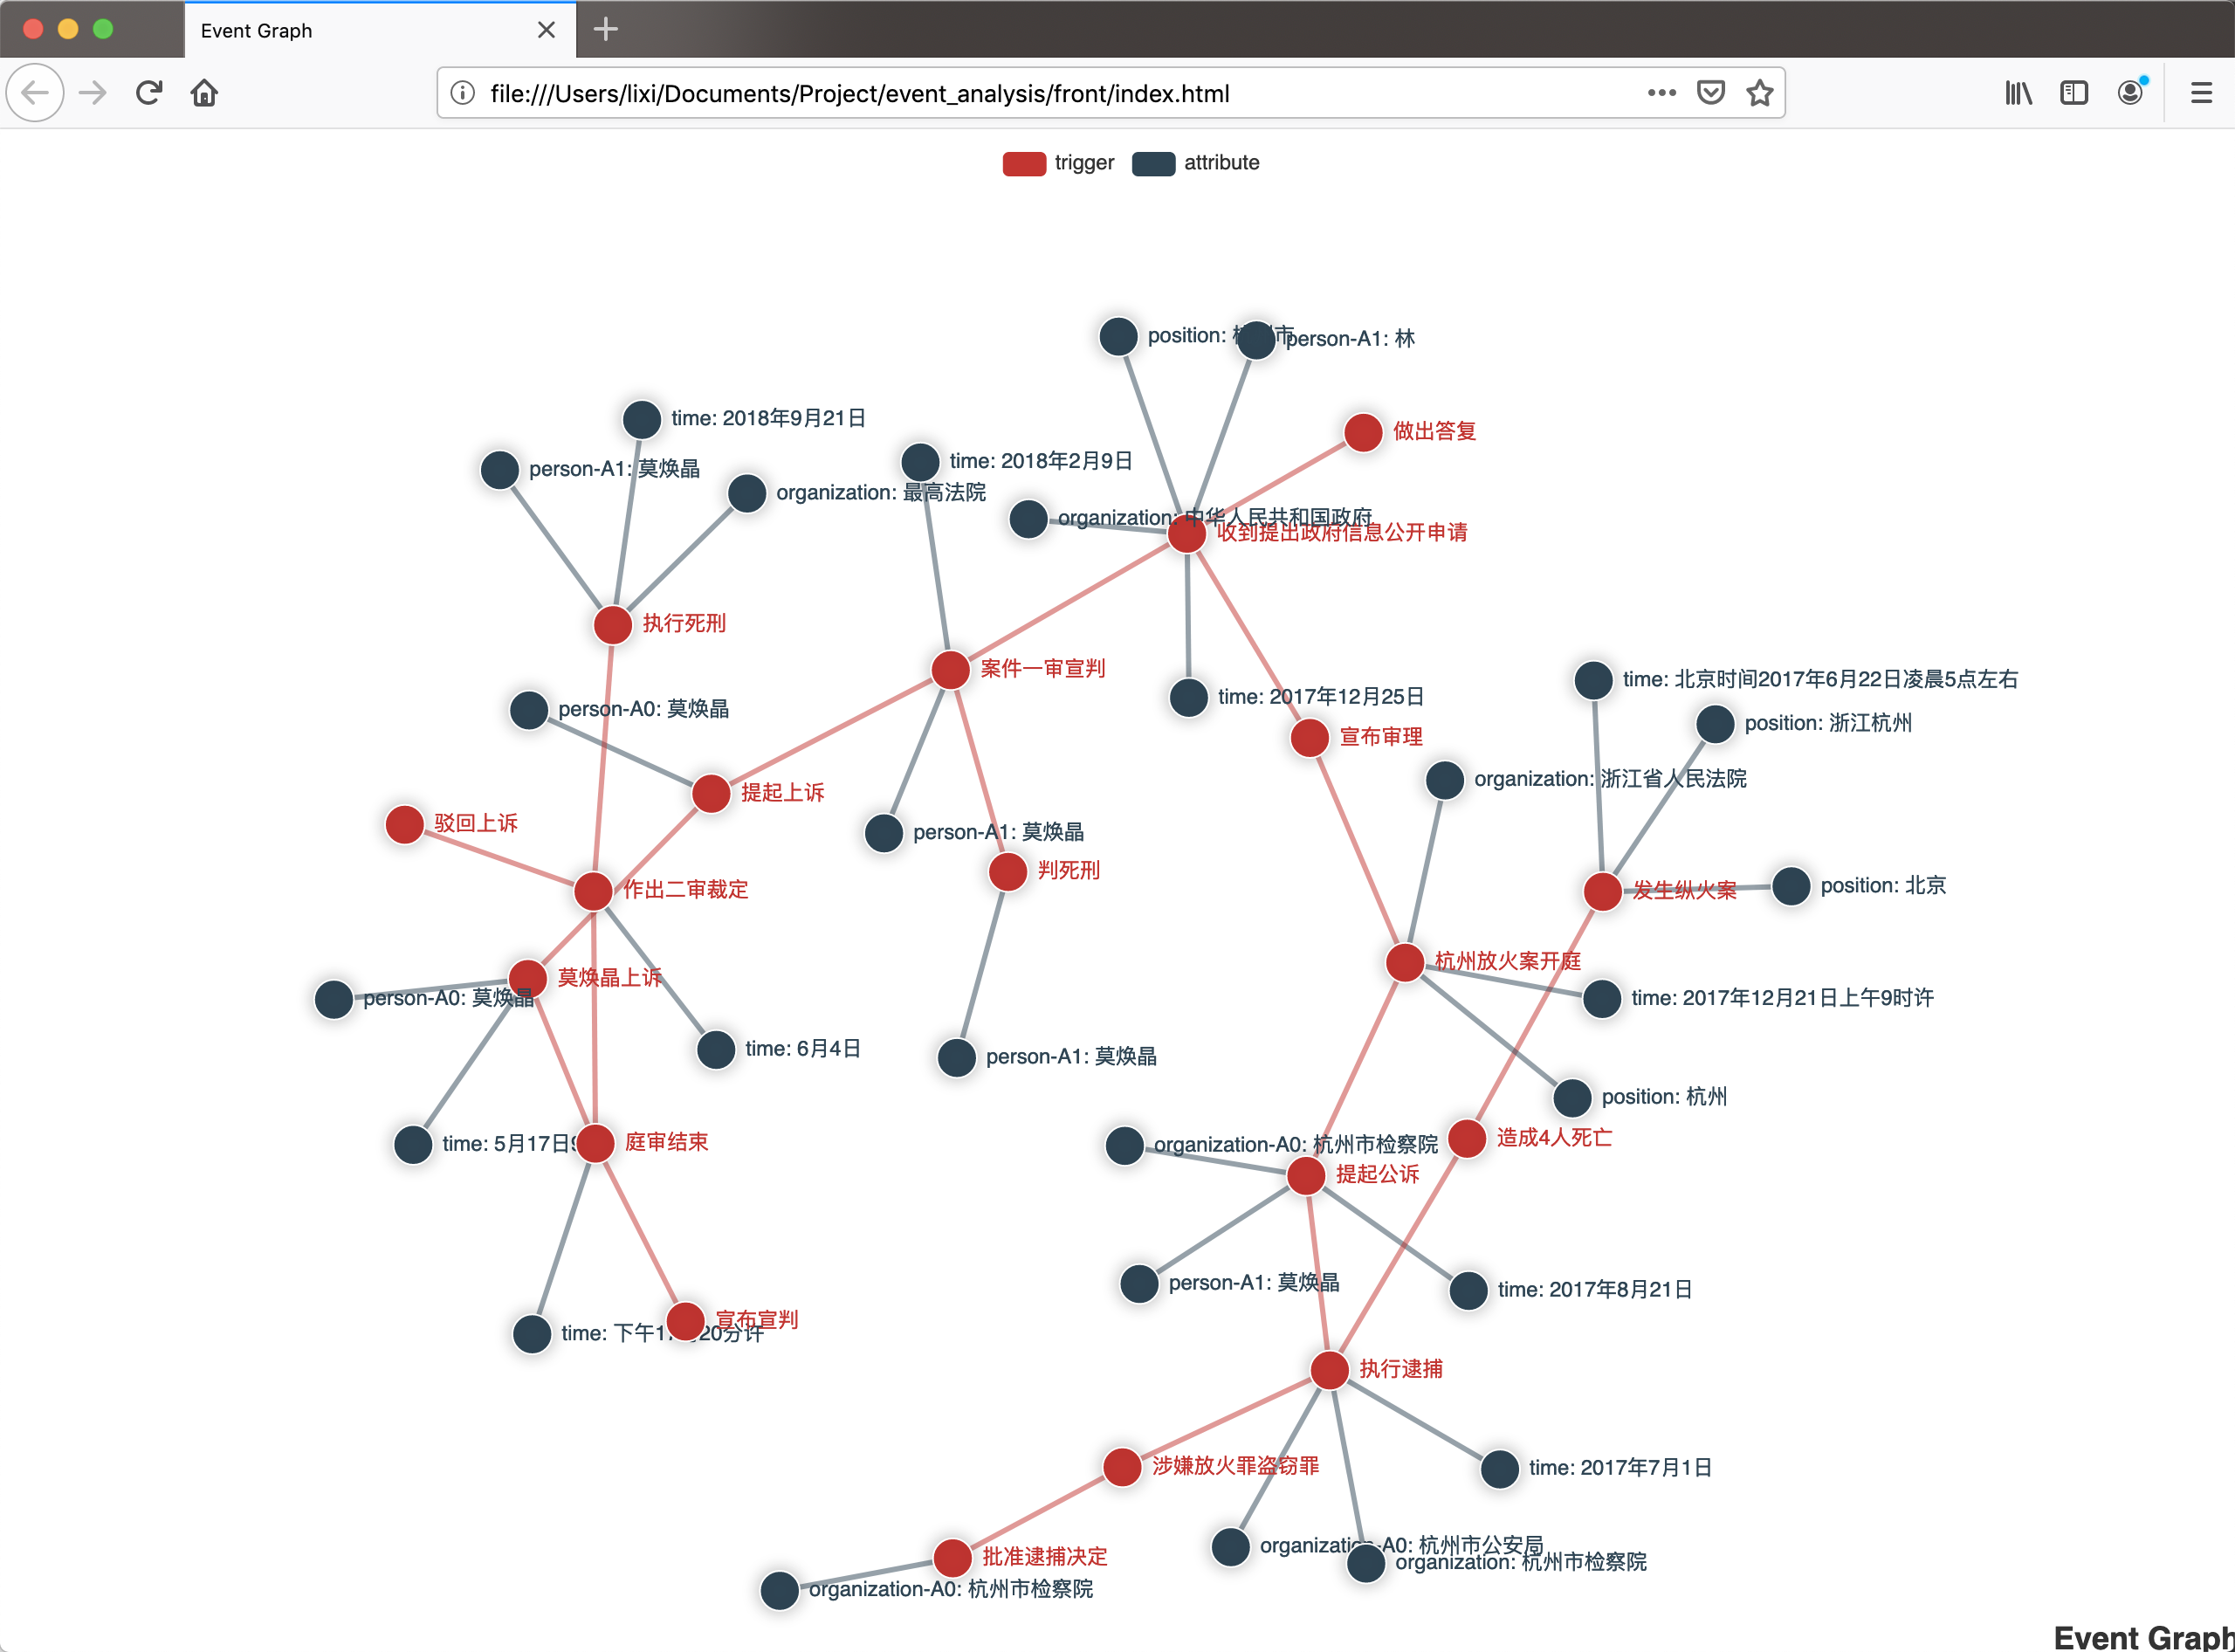 Event Graph
file:///Users/lixi/Documents/Project/event_analysis/front/index.html
trigger
attribute
position:
person-A1: 林
time: 2018年9月21日
做出答复
time: 2018年2月9日
person-A1: 莫焕晶
organization: 最高法院
organization: 中华人民共和国政府
收到提出政府信息公开申请
执行死刑
案件一审宣判
time: 北京时间2017年6月22日凌晨5点左右
time: 2017年12月25日
person-A0: 莫焕晶
position: 浙江杭州
宣布审理
organization: 浙江省人民法院
提起上诉
驳回上诉
person-A1: 莫焕晶
判死刑
position: 北京
作出二审裁定
发生纵火案
杭州放火案开庭
莫焕晶上诉
person-A0: 莫焕晶
time: 2017年12月21日上午9时许
time: 6月4日
person-A1: 莫焕晶
position: 杭州
造成4人死亡
time: 5月17日
庭审结束
organization-A0: 杭州市检察院
提起公诉
person-A1: 莫焕晶
time: 2017年8月21日
宣布宣判
time: 下午
20分许
执行逮捕
涉嫌放火罪盗窃罪
time: 2017年7月1日
organization-A0: 杭州市公安局
批准逮捕决定
organization: 杭州市检察院
organization-A0: 杭州市检察院
Event Graph